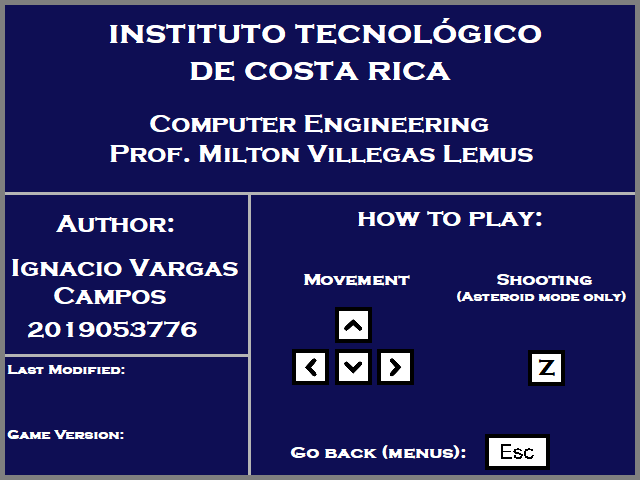 INSTITUTO TECNOLÓGICO
DE COSTA RICA
COMPUTER ENGINEERING
PROF. MILTON VILLEGAS LEMUS
AUTHOR:
IGNACIO VARGAS
CAMPOS
2019053776
LAST MODIFIED:
GAME VERSION:
HOW TO PLAY:
MOVEMENT
SHOOTING
(ASTEROID MODE ONLY)
Z
GO BACK (MENUS): Esc